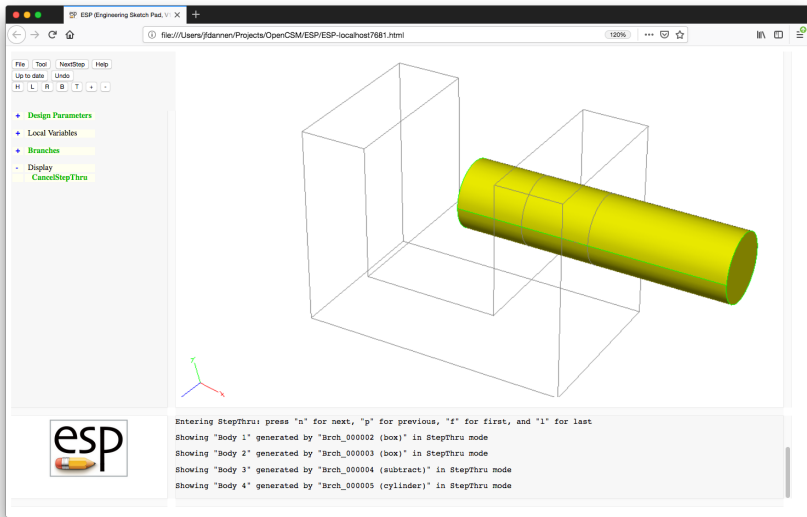 ESP (Engineering Sketch Pad, V
file:///Users/jfdannen/Projects/OpenCSM/ESP/ESP-localhost7681.html
120%
File Tool NextStep Help
Up to date Undo
H L R B T + -
+ Design Parameters
+ Local Variables
+ Branches
- Display
CancelStepThru
y
x
esp
Entering StepThru: press "n" for next, "p" for previous, "f" for first, and "l" for last
Showing "Body 1" generated by "Brch_000002 (box)" in StepThru mode
Showing "Body 2" generated by "Brch_000003 (box)" in StepThru mode
Showing "Body 3" generated by "Brch_000004 (subtract)" in StepThru mode
Showing "Body 4" generated by "Brch_000005 (cylinder)" in StepThru mode